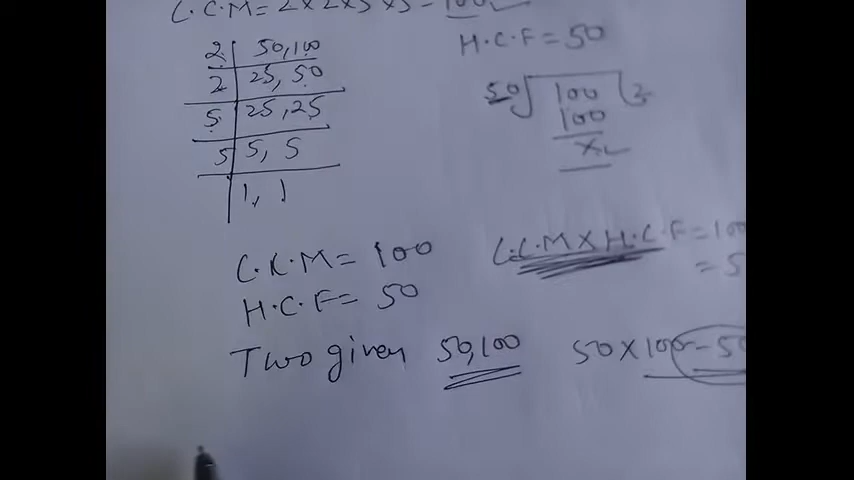 L.C.M = 2 x 2 x 5 x 5 = 100
2 | 50, 100
2 | 25, 50
5 | 25, 25
5 | 5, 5
1, 1
H.C.F = 50
50 ) 100 ( 2
100
x
L.C.M = 100
H.C.F = 50
Two given 50, 100
L.C.M X H.C.F = 100
= 5
50 X 100 = 50